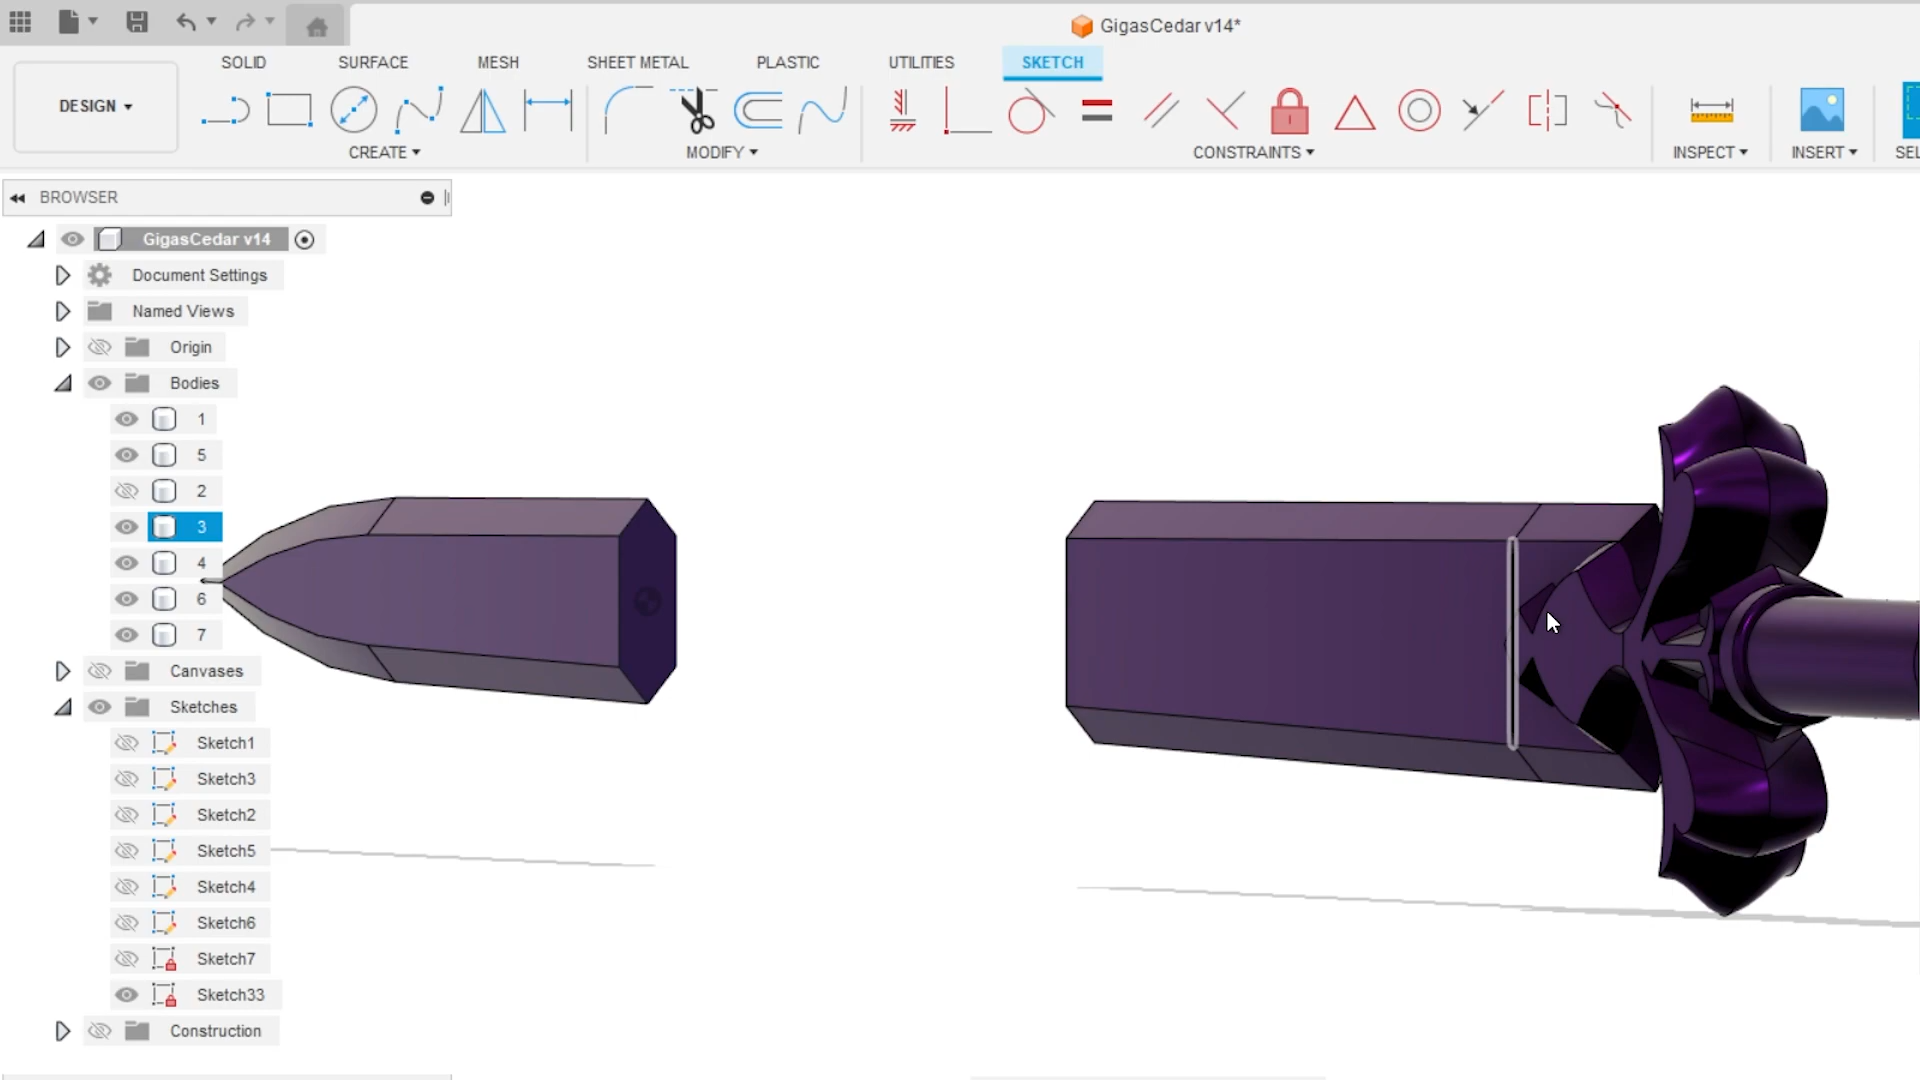 GigasCedar v14*
SOLID SURFACE MESH SHEET METAL PLASTIC UTILITIES SKETCH
DESIGN
CREATE MODIFY CONSTRAINTS INSPECT INSERT SEL
BROWSER
GigasCedar v14
Document Settings
Named Views
Origin
Bodies
1
5
2
3
4
6
7
Canvases
Sketches
Sketch1
Sketch3
Sketch2
Sketch5
Sketch4
Sketch6
Sketch7
Sketch33
Construction